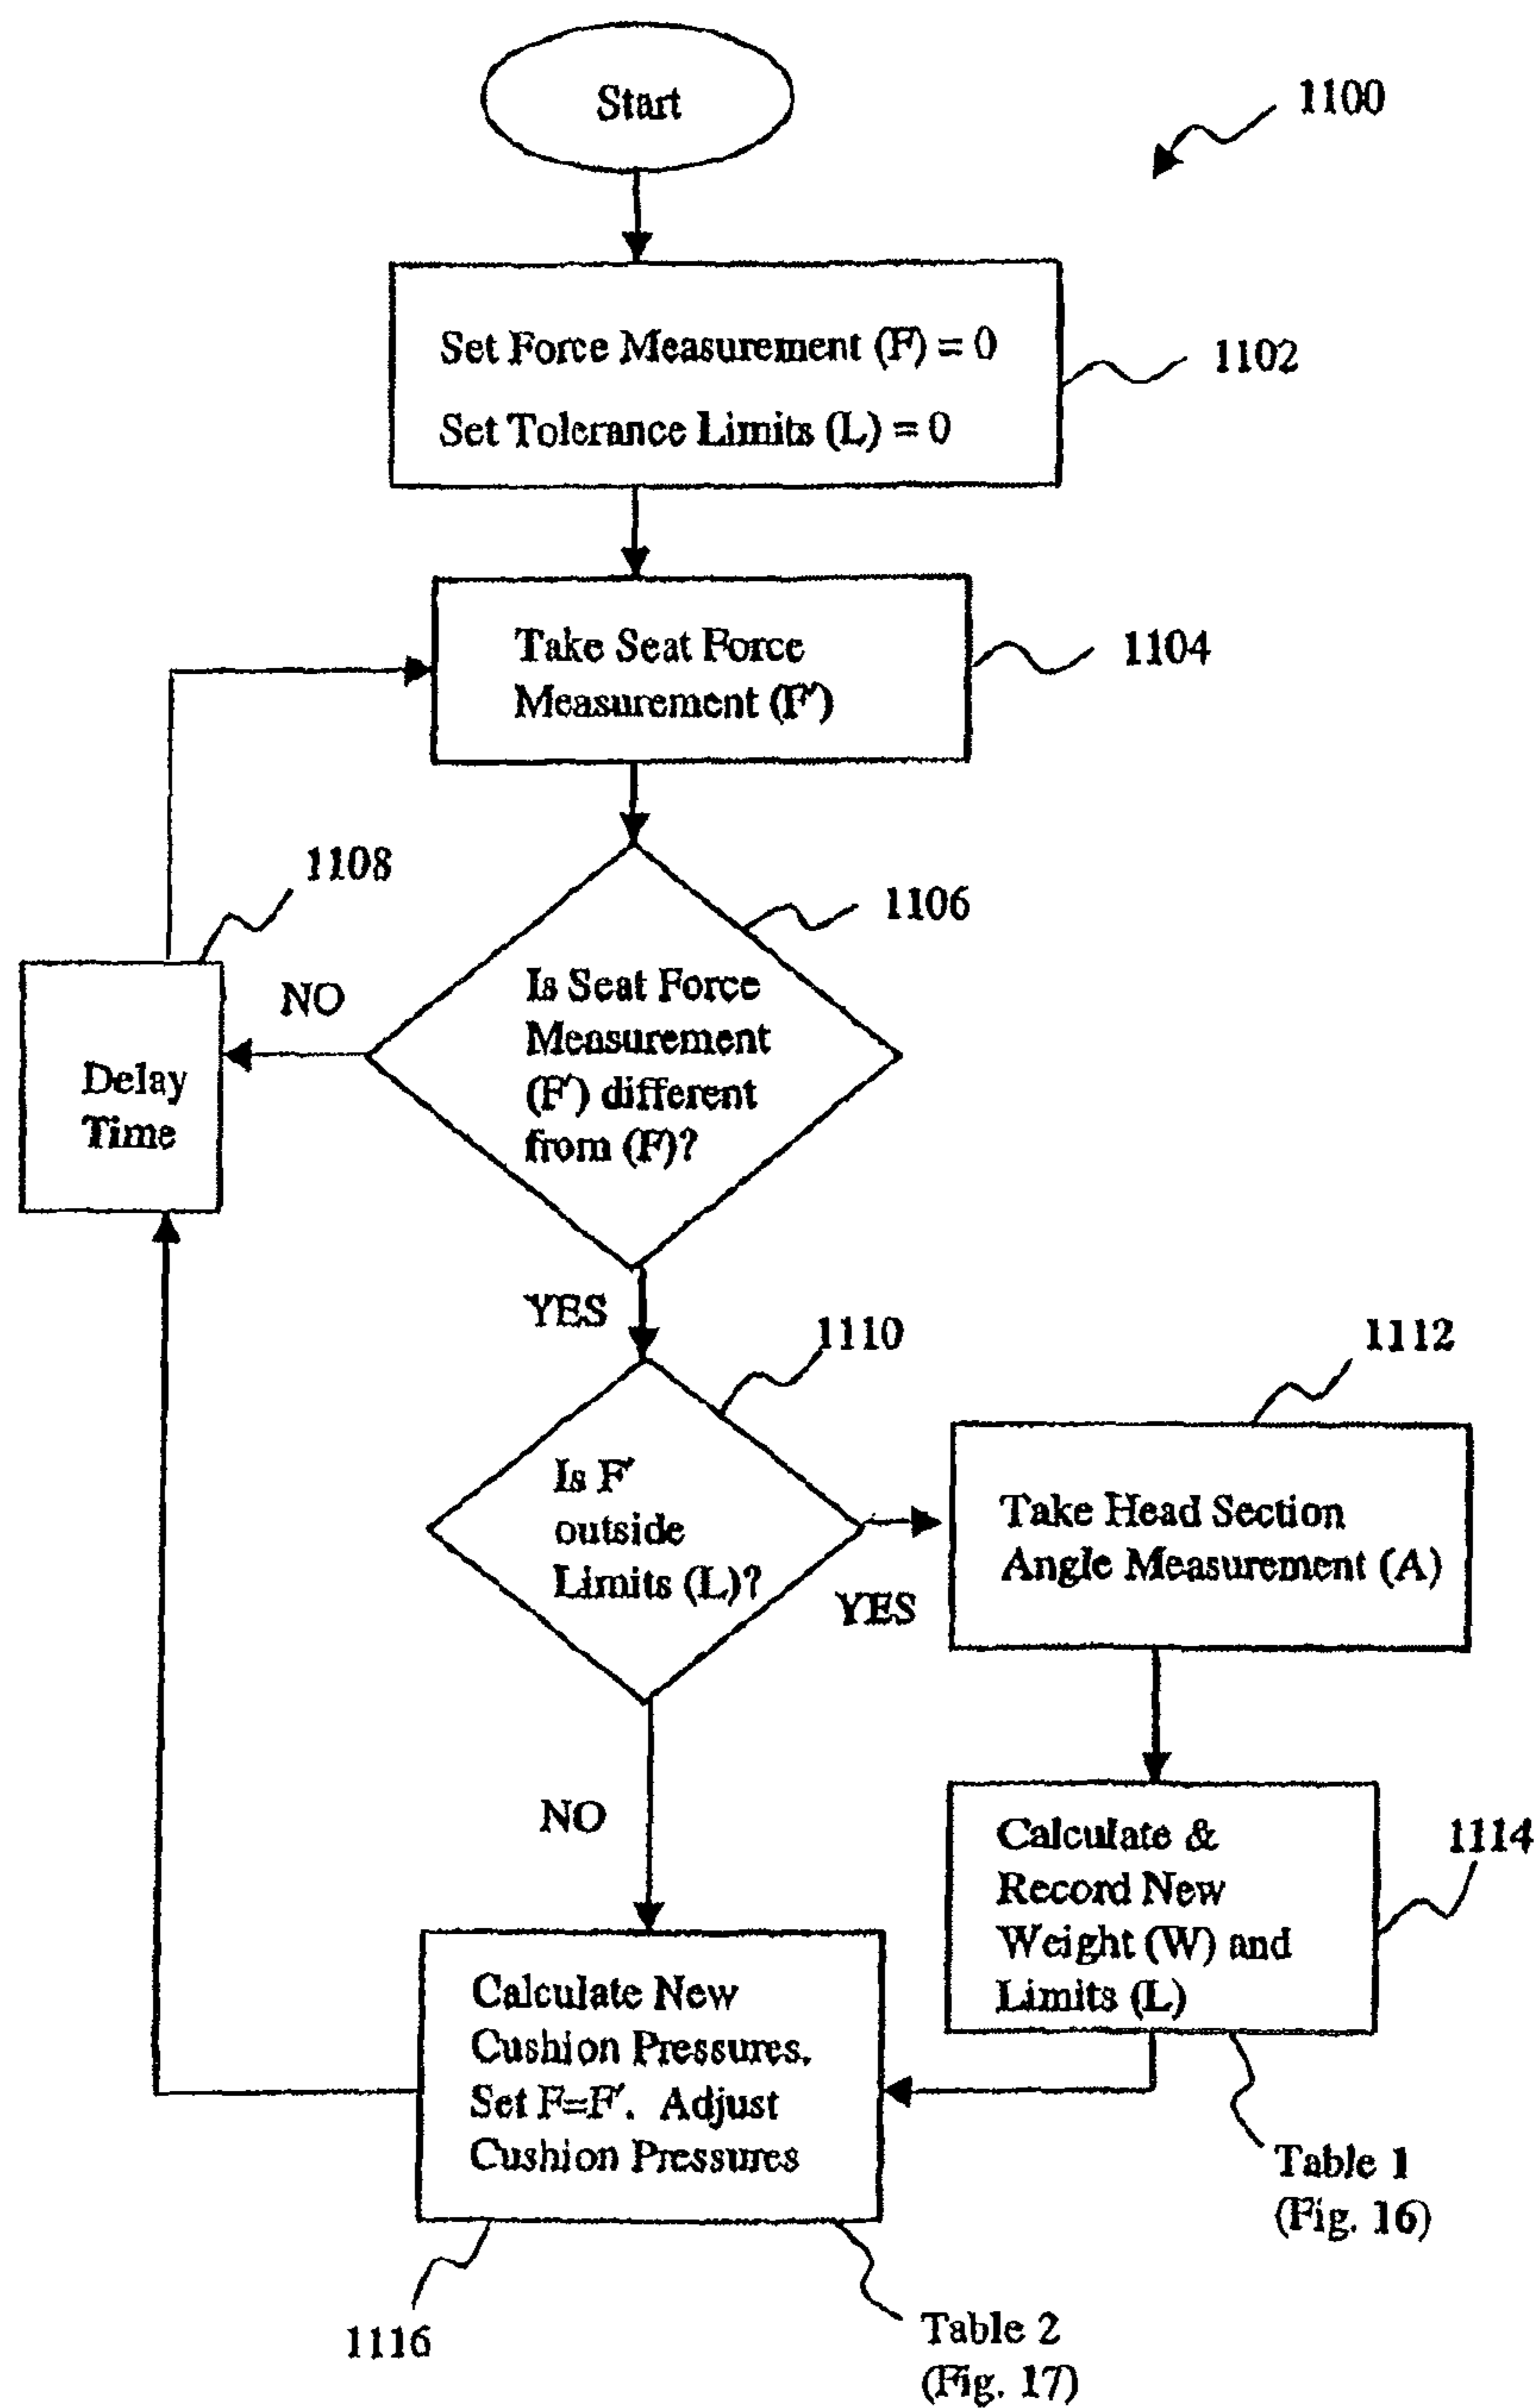 Start
1100
Set Force Measurement (F) = 0
Set Tolerance Limits (L) = 0
1102
Take Seat Force
Measurement (F')
1104
1108
1106
NO
Is Seat Force
Measurement
(F') different
from (F)?
Delay
Time
YES
1110
1112
Is F'
outside
Limits (L)?
YES
Take Head Section
Angle Measurement (A)
NO
Calculate &
Record New
Weight (W) and
Limits (L)
1114
Calculate New
Cushion Pressures.
Set F=F'. Adjust
Cushion Pressures
Table 1
(Fig. 16)
1116
Table 2
(Fig. 17)